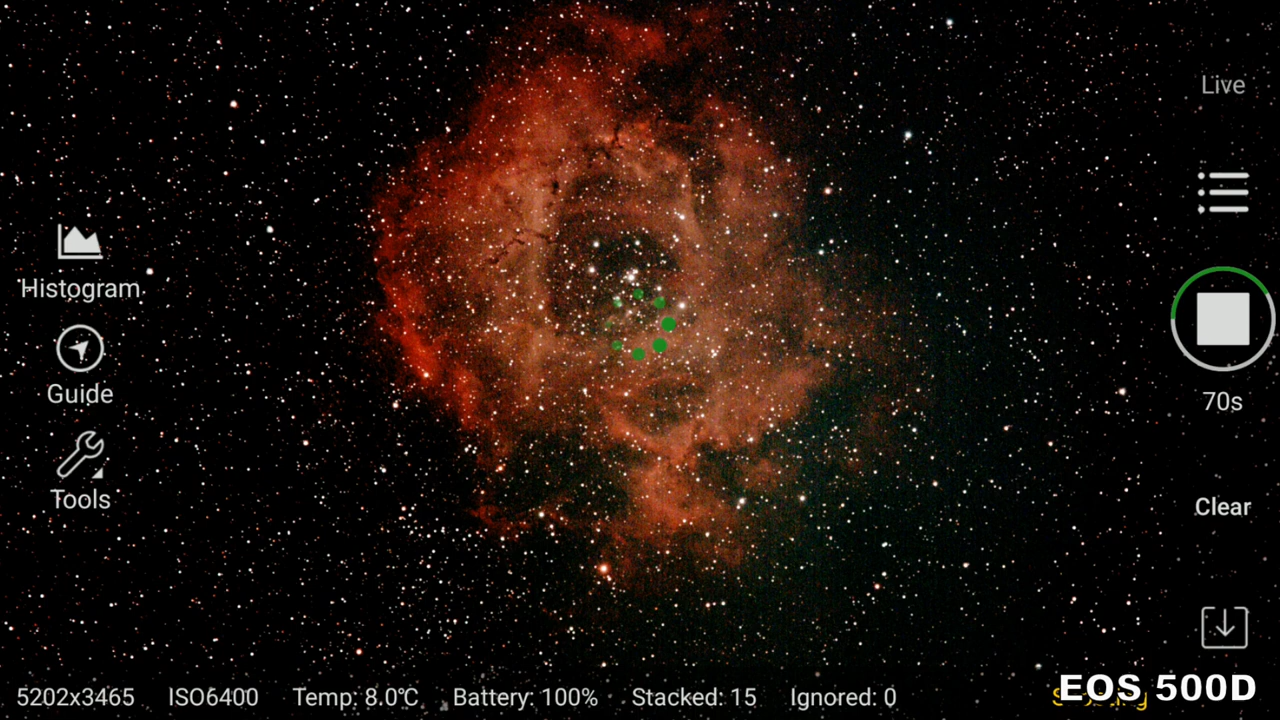 Live
Histogram
Guide
Tools
70s
Clear
5202x3465 ISO6400 Temp: 8.0℃ Battery: 100% Stacked: 15 Ignored: 0
EOS 500D